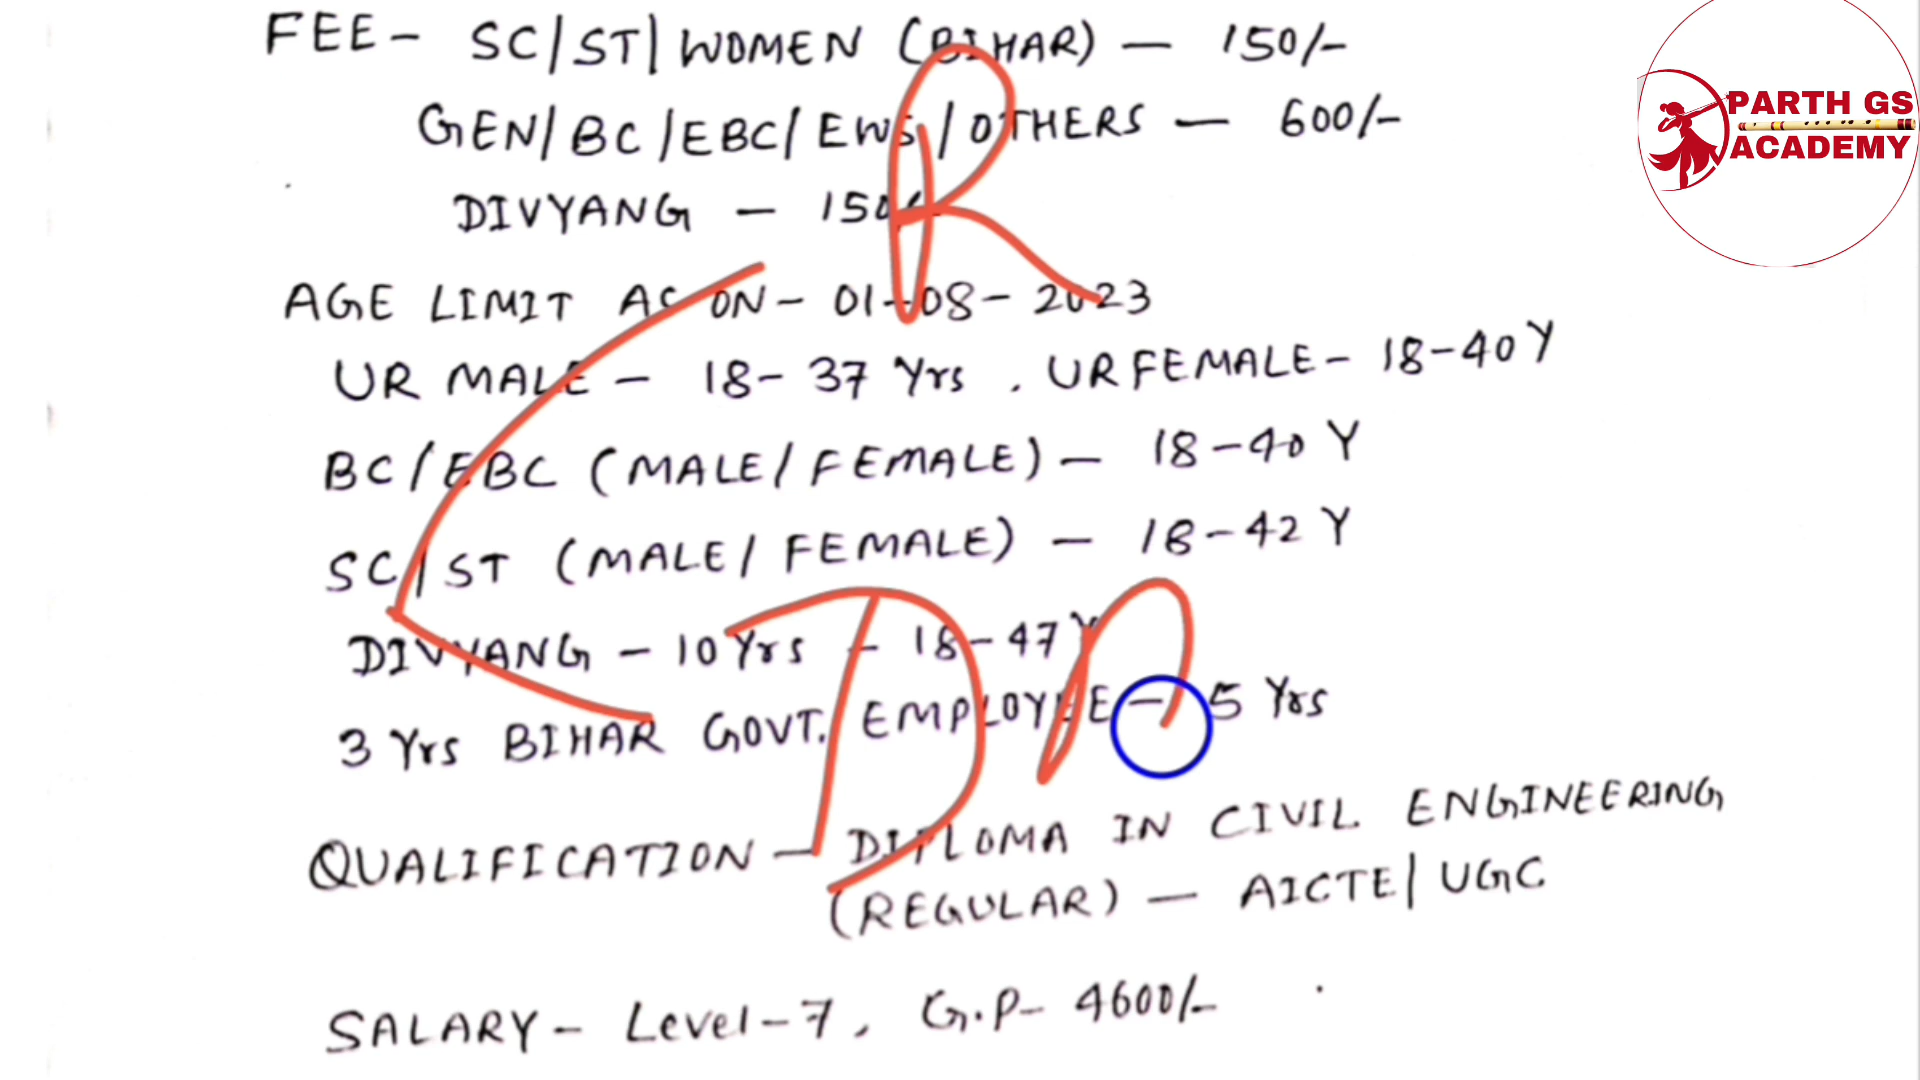 FEE- SC/ST/WOMEN (BIHAR) — 150/-
GEN/BC/EBC/EWS/OTHERS — 600/-
DIVYANG — 150/-
AGE LIMIT AS ON- 01-08-2023
UR MALE - 18-37 Yrs, UR FEMALE- 18-40 Y
BC/EBC (MALE/FEMALE) - 18-40 Y
SC/ST (MALE/FEMALE) - 18-42 Y
DIVYANG - 10 Yrs - 18-47 Y
3 Yrs BIHAR GOVT. EMPLOYEE - 5 Yrs
QUALIFICATION - DIPLOMA IN CIVIL ENGINEERING
(REGULAR) - AICTE/UGC
SALARY - Level-7, G.P- 4600/-
PARTH GS
ACADEMY